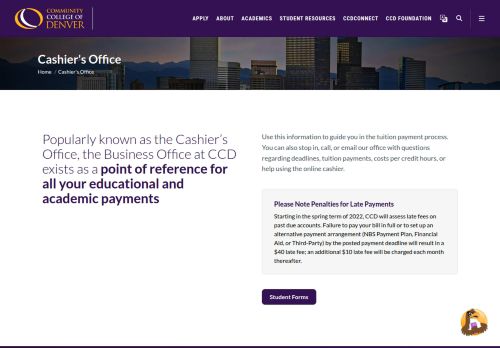 COMMUNITY
COLLEGE OF
DENVER
APPLY ABOUT ACADEMICS STUDENT RESOURCES CCDCONNECT CCD FOUNDATION
Cashier's Office
Home / Cashier's Office
Popularly known as the Cashier's
Office, the Business Office at CCD
exists as a point of reference for
all your educational and
academic payments
Use this information to guide you in the tuition payment process.
You can also stop in, call, or email our office with questions
regarding deadlines, tuition payments, costs per credit hours, or
help using the online cashier.
Please Note Penalties for Late Payments
Starting in the spring term of 2022, CCD will assess late fees on
past due accounts. Failure to pay your bill in full or to set up an
alternative payment arrangement (NBS Payment Plan, Financial
Aid, or Third-Party) by the posted payment deadline will result in a
$40 late fee; an additional $10 late fee will be charged each month
thereafter.
Student Forms